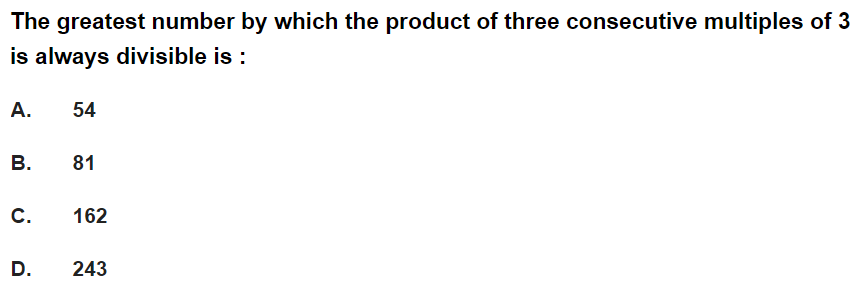 The greatest number by which the product of three consecutive multiples of 3
is always divisible is :
A. 54
B. 81
C. 162
D. 243